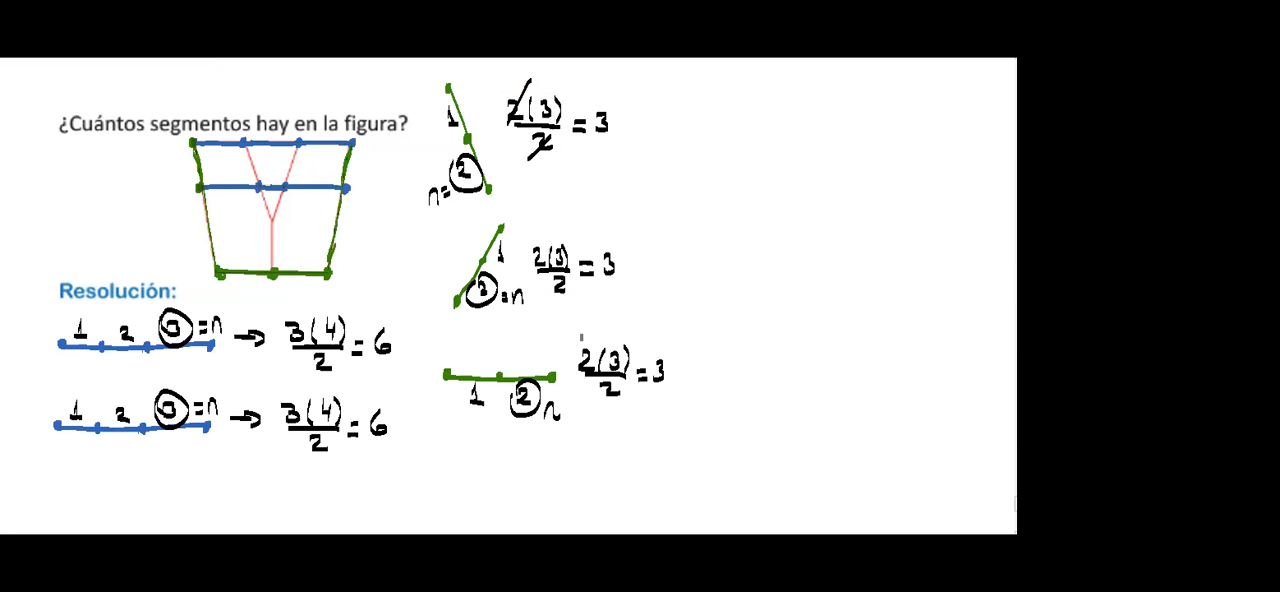 ¿Cuántos segmentos hay en la figura?
Resolución:
1 2 3 =n → 3(4)/2 = 6
1 2 3 =n → 3(4)/2 = 6
1 2(3)/2 = 3
n= 2
1 2(3)/2 = 3
2 =n
2(3)/2 = 3
1 2 n